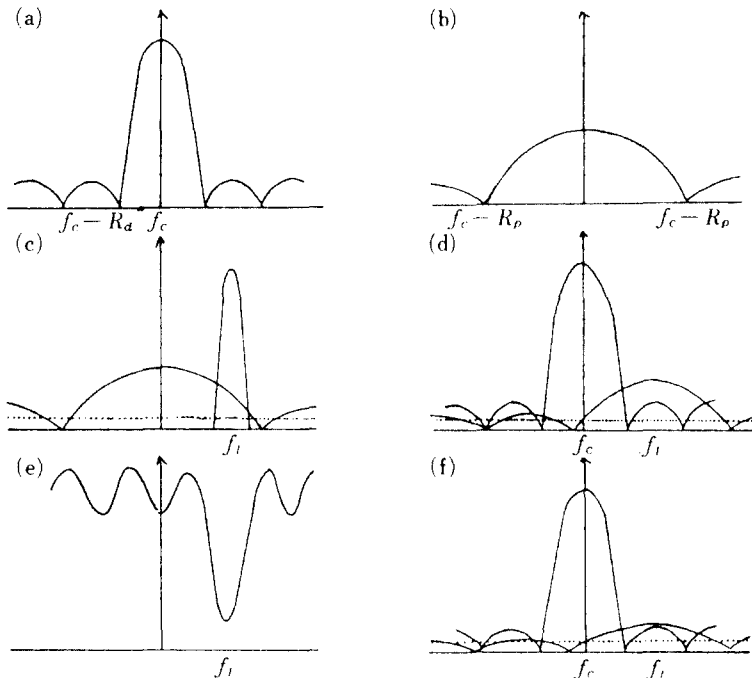 (a)
(b)
f_c − R_d f_c
f_c − R_p f_c − R_p
(c)
(d)
f_I
f_c f_I
(e)
(f)
f_I
f_c f_I